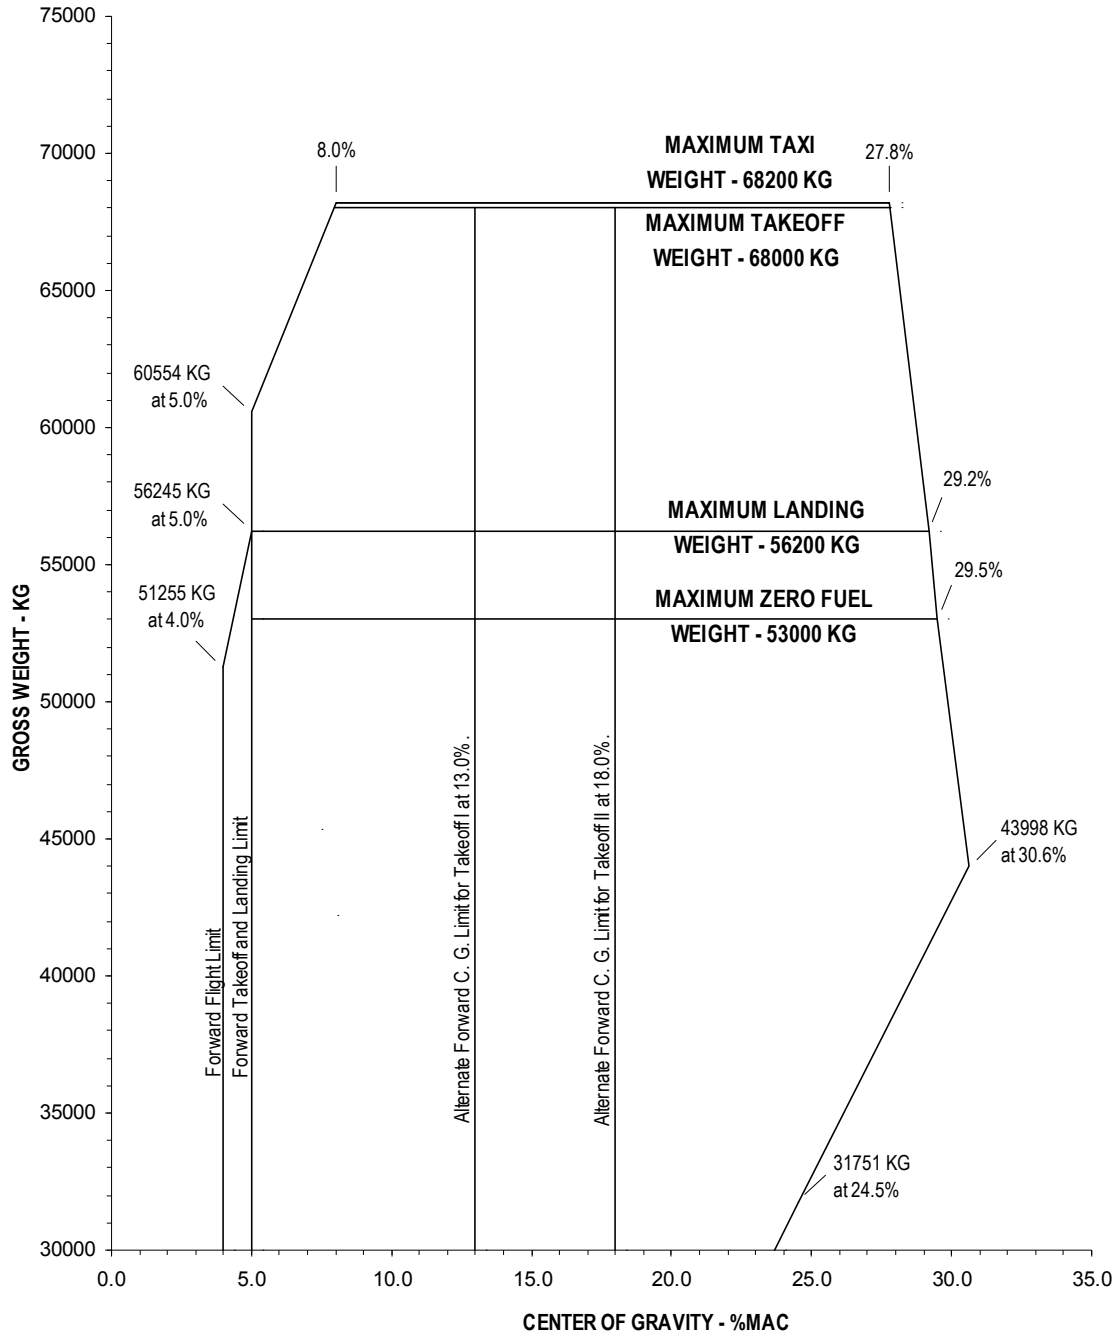 75000
70000
65000
60000
55000
50000
45000
40000
35000
30000
GROSS WEIGHT - KG
8.0%
MAXIMUM TAXI
WEIGHT - 68200 KG
27.8%
MAXIMUM TAKEOFF
WEIGHT - 68000 KG
60554 KG
at 5.0%
56245 KG
at 5.0%
29.2%
MAXIMUM LANDING
WEIGHT - 56200 KG
51255 KG
at 4.0%
29.5%
MAXIMUM ZERO FUEL
WEIGHT - 53000 KG
43998 KG
at 30.6%
31751 KG
at 24.5%
Forward Flight Limit
Forward Takeoff and Landing Limit
Alternate Forward C. G. Limit for Takeoff I at 13.0% .
Alternate Forward C. G. Limit for Takeoff II at 18.0% .
0.0
5.0
10.0
15.0
20.0
25.0
30.0
35.0
CENTER OF GRAVITY - %MAC